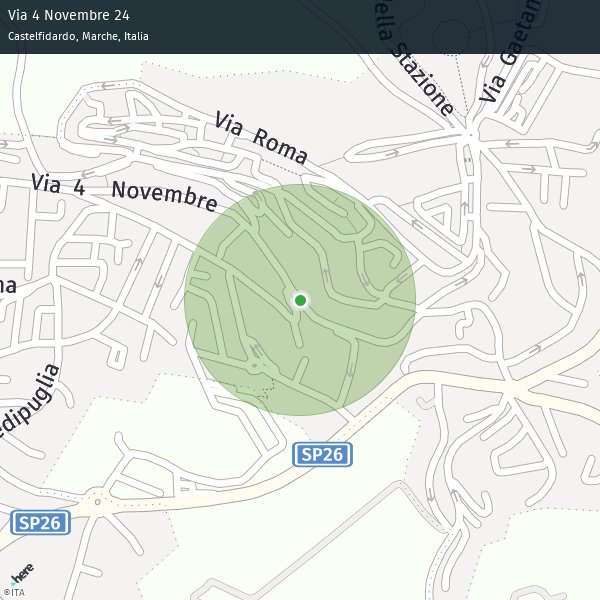 Via 4 Novembre 24
Castelfidardo, Marche, Italia
ella Stazione
Via Gaetan
Via Roma
Via 4 Novembre
na
edipuglia
SP26
SP26
here
©ITA